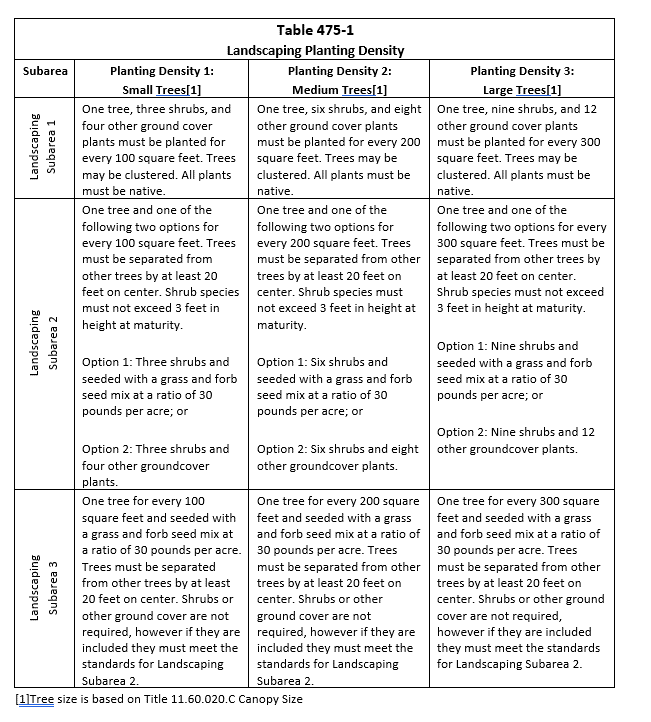 Table 475-1
Landscaping Planting Density
Subarea
Planting Density 1:
Small Trees[1]
Planting Density 2:
Medium Trees[1]
Planting Density 3:
Large Trees[1]
Landscaping
Subarea 1
One tree, three shrubs, and
four other ground cover
plants must be planted for
every 100 square feet. Trees
may be clustered. All plants
must be native.
One tree, six shrubs, and eight
other ground cover plants
must be planted for every 200
square feet. Trees may be
clustered. All plants must be
native.
One tree, nine shrubs, and 12
other ground cover plants
must be planted for every 300
square feet. Trees may be
clustered. All plants must be
native.
Landscaping
Subarea 2
One tree and one of the
following two options for
every 100 square feet. Trees
must be separated from
other trees by at least 20
feet on center. Shrub species
must not exceed 3 feet in
height at maturity.
Option 1: Three shrubs and
seeded with a grass and forb
seed mix at a ratio of 30
pounds per acre; or
Option 2: Three shrubs and
four other groundcover
plants.
One tree and one of the
following two options for
every 200 square feet. Trees
must be separated from other
trees by at least 20 feet on
center. Shrub species must
not exceed 3 feet in height at
maturity.
Option 1: Six shrubs and
seeded with a grass and forb
seed mix at a ratio of 30
pounds per acre; or
Option 2: Six shrubs and eight
other groundcover plants.
One tree and one of the
following two options for every
300 square feet. Trees must be
separated from other trees by
at least 20 feet on center.
Shrub species must not exceed
3 feet in height at maturity.
Option 1: Nine shrubs and
seeded with a grass and forb
seed mix at a ratio of 30
pounds per acre; or
Option 2: Nine shrubs and 12
other groundcover plants.
Landscaping
Subarea 3
One tree for every 100
square feet and seeded with
a grass and forb seed mix at
a ratio of 30 pounds per acre.
Trees must be separated
from other trees by at least
20 feet on center. Shrubs or
other ground cover are not
required, however if they are
included they must meet the
standards for Landscaping
Subarea 2.
One tree for every 200 square
feet and seeded with a grass
and forb seed mix at a ratio of
30 pounds per acre. Trees
must be separated from other
trees by at least 20 feet on
center. Shrubs or other
ground cover are not
required, however if they are
included they must meet the
standards for Landscaping
Subarea 2.
One tree for every 300 square
feet and seeded with a grass
and forb seed mix at a ratio of
30 pounds per acre. Trees
must be separated from other
trees by at least 20 feet on
center. Shrubs or other ground
cover are not required,
however if they are included
they must meet the standards
for Landscaping Subarea 2.
[1]Tree size is based on Title 11.60.020.C Canopy Size